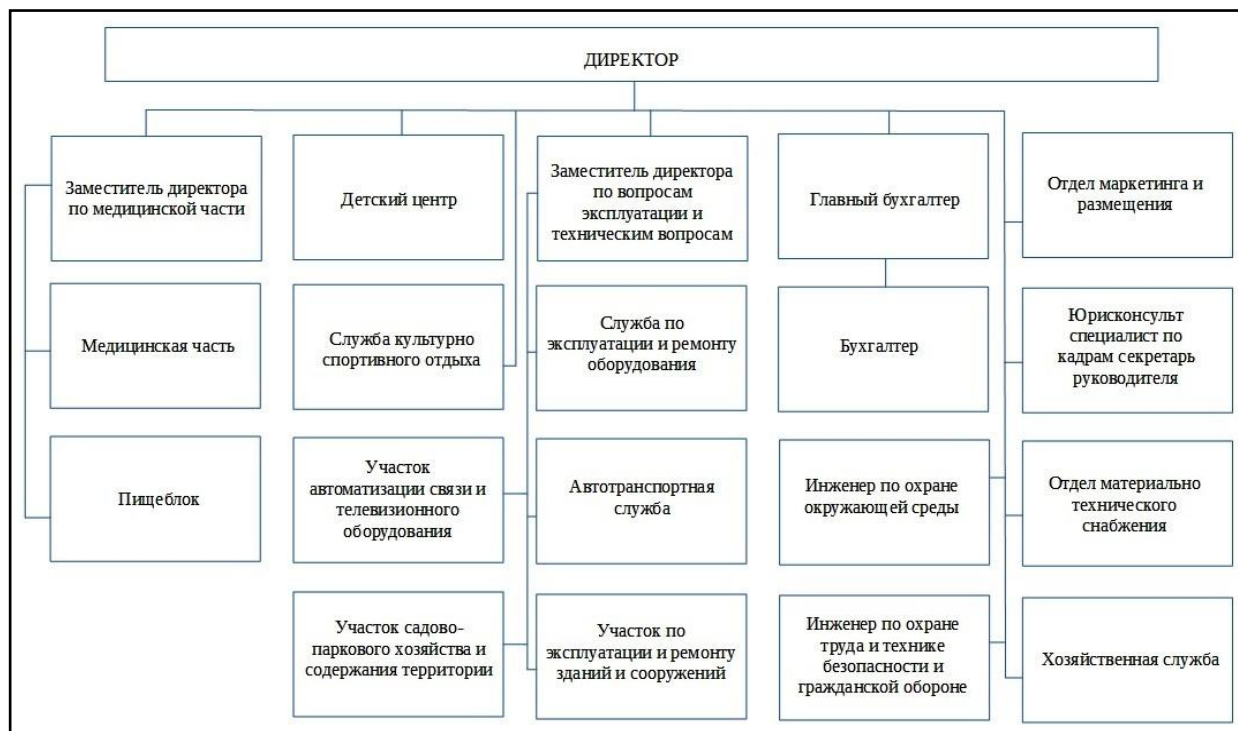 ДИРЕКТОР
Заместитель директора
по медицинской части
Детский центр
Заместитель директора
по вопросам
эксплуатации и
техническим вопросам
Главный бухгалтер
Отдел маркетинга и
размещения
Медицинская часть
Служба культурно
спортивного отдыха
Служба по
эксплуатации и ремонту
оборудования
Бухгалтер
Юрисконсульт
специалист по
кадрам секретарь
руководителя
Пищеблок
Участок
автоматизации связи и
телевизионного
оборудования
Автотранспортная
служба
Инженер по охране
окружающей среды
Отдел материально
технического
снабжения
Участок садово-
паркового хозяйства и
содержания территории
Участок по
эксплуатации и ремонту
зданий и сооружений
Инженер по охране
труда и технике
безопасности и
гражданской обороне
Хозяйственная служба